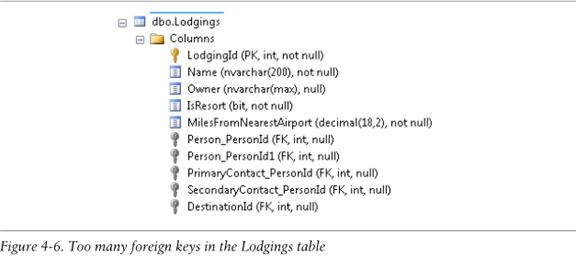 dbo.Lodgings
Columns
LodgingId (PK, int, not null)
Name (nvarchar(200), not null)
Owner (nvarchar(max), null)
IsResort (bit, not null)
MilesFromNearestAirport (decimal(18,2), not null)
Person_PersonId (FK, int, null)
Person_PersonId1 (FK, int, null)
PrimaryContact_PersonId (FK, int, null)
SecondaryContact_PersonId (FK, int, null)
DestinationId (FK, int, null)
Figure 4-6. Too many foreign keys in the Lodgings table